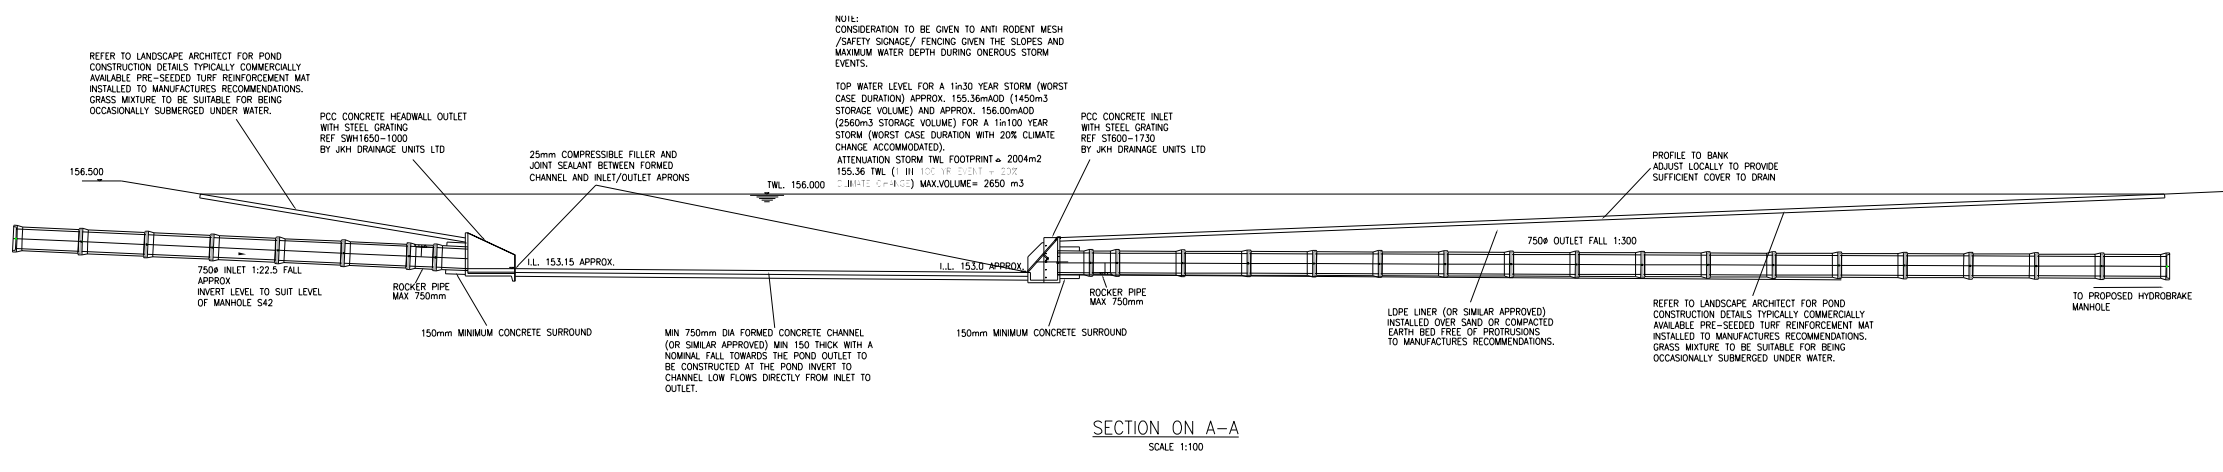 NOTE:
CONSIDERATION TO BE GIVEN TO ANTI RODENT MESH
/SAFETY SIGNAGE/ FENCING GIVEN THE SLOPES AND
MAXIMUM WATER DEPTH DURING ONEROUS STORM
EVENTS.
TOP WATER LEVEL FOR A 1in30 YEAR STORM (WORST
CASE DURATION) APPROX. 155.36mAOD (1450m3
STORAGE VOLUME) AND APPROX. 156.00mAOD
(2560m3 STORAGE VOLUME) FOR A 1in100 YEAR
STORM (WORST CASE DURATION WITH 20% CLIMATE
CHANGE ACCOMMODATED).
ATTENUATION STORM TWL FOOTPRINT= 2004m2
155.36 TWL (1 IN 100 YR EVENT + 20%
CLIMATE CHANGE) MAX.VOLUME= 2650 m3
REFER TO LANDSCAPE ARCHITECT FOR POND
CONSTRUCTION DETAILS TYPICALLY COMMERCIALLY
AVAILABLE PRE-SEEDED TURF REINFORCEMENT MAT
INSTALLED TO MANUFACTURES RECOMMENDATIONS.
GRASS MIXTURE TO BE SUITABLE FOR BEING
OCCASIONALLY SUBMERGED UNDER WATER.
PCC CONCRETE HEADWALL OUTLET
WITH STEEL GRATING
REF SWH1650-1000
BY JKH DRAINAGE UNITS LTD
25mm COMPRESSIBLE FILLER AND
JOINT SEALANT BETWEEN FORMED
CHANNEL AND INLET/OUTLET APRONS
PCC CONCRETE INLET
WITH STEEL GRATING
REF ST600-1730
BY JKH DRAINAGE UNITS LTD
PROFILE TO BANK
ADJUST LOCALLY TO PROVIDE
SUFFICIENT COVER TO DRAIN
156.500
TWL. 156.000
750ø OUTLET FALL 1:300
I.L. 153.15 APPROX.
I.L. 153.0 APPROX.
750ø INLET 1:22.5 FALL
APPROX
INVERT LEVEL TO SUIT LEVEL
OF MANHOLE S42
ROCKER PIPE
MAX 750mm
150mm MINIMUM CONCRETE SURROUND
MIN 750mm DIA FORMED CONCRETE CHANNEL
(OR SIMILAR APPROVED) MIN 150 THICK WITH A
NOMINAL FALL TOWARDS THE POND OUTLET TO
BE CONSTRUCTED AT THE POND INVERT TO
CHANNEL LOW FLOWS DIRECTLY FROM INLET TO
OUTLET.
ROCKER PIPE
MAX 750mm
150mm MINIMUM CONCRETE SURROUND
LDPE LINER (OR SIMILAR APPROVED)
INSTALLED OVER SAND OR COMPACTED
EARTH BED FREE OF PROTRUSIONS
TO MANUFACTURES RECOMMENDATIONS.
REFER TO LANDSCAPE ARCHITECT FOR POND
CONSTRUCTION DETAILS TYPICALLY COMMERCIALLY
AVAILABLE PRE-SEEDED TURF REINFORCEMENT MAT
INSTALLED TO MANUFACTURES RECOMMENDATIONS.
GRASS MIXTURE TO BE SUITABLE FOR BEING
OCCASIONALLY SUBMERGED UNDER WATER.
TO PROPOSED HYDROBRAKE
MANHOLE
SECTION ON A-A
SCALE 1:100